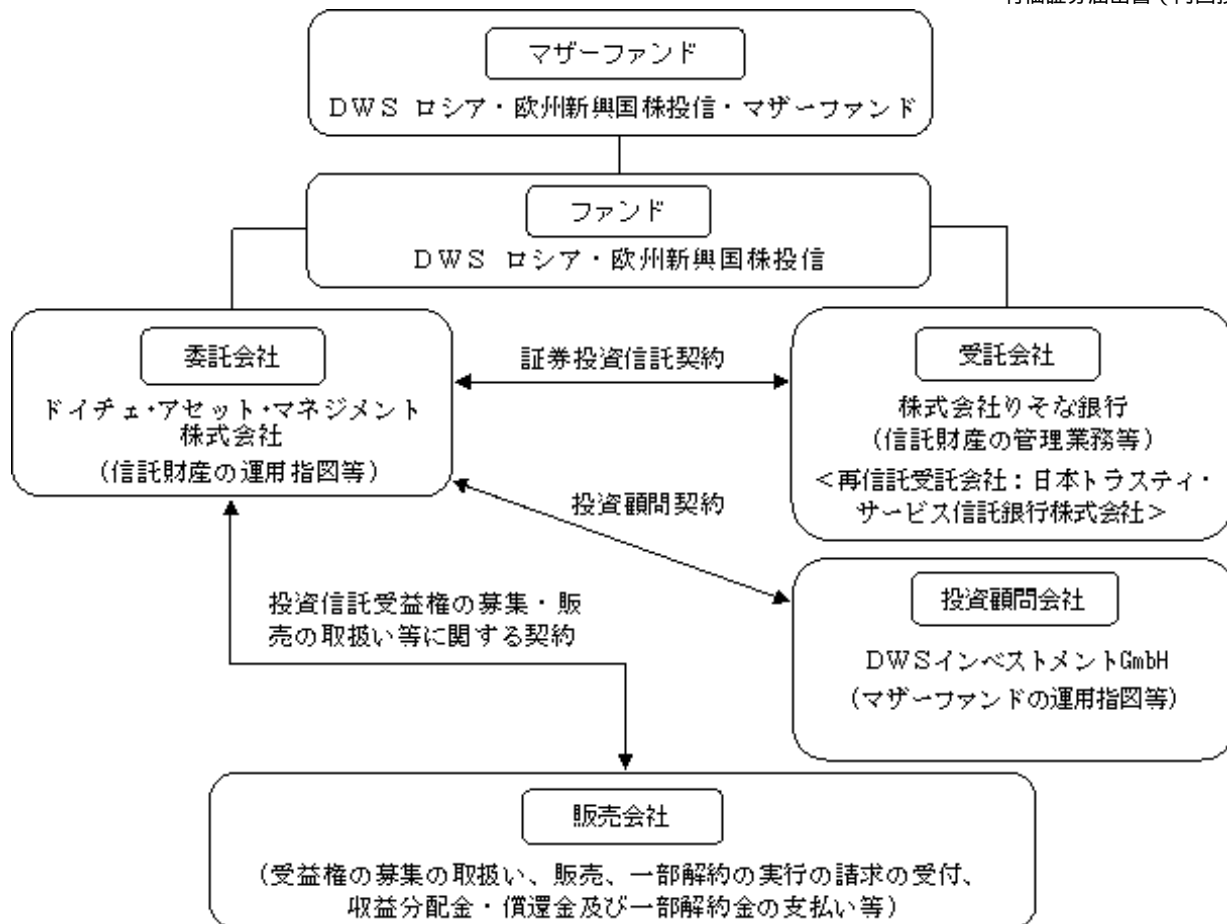 マザーファンド
DWS ロシア・欧州新興国株投信・マザーファンド
ファンド
DWS ロシア・欧州新興国株投信
委託会社
ドイチェ・アセット・マネジメント
株式会社
(信託財産の運用指図等)
証券投資信託契約
受託会社
株式会社りそな銀行
(信託財産の管理業務等)
<再信託受託会社:日本トラスティ・
サービス信託銀行株式会社>
投資顧問契約
投資顧問会社
DWSインベストメントGmbH
(マザーファンドの運用指図等)
投資信託受益権の募集・販
売の取扱い等に関する契約
販売会社
(受益権の募集の取扱い、販売、一部解約の実行の請求の受付、
収益分配金・償還金及び一部解約金の支払い等)